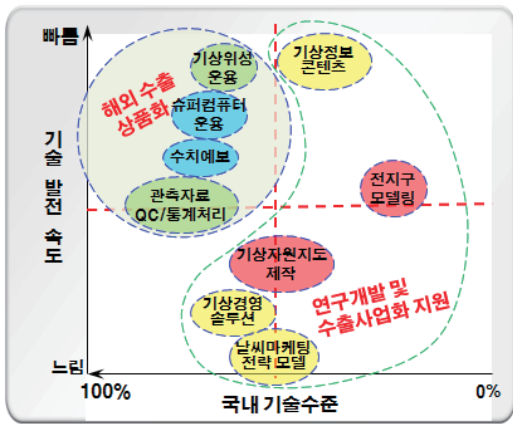 빠름
기상위성
운용
기상정보
콘텐츠
해외 수출
상품화
슈퍼컴퓨터
운용
수치예보
전지구
모델링
관측자료
QC/통계처리
기술 발전 속도
기상자원지도
제작
기상경영
솔루션
연구개발 및
수출사업화 지원
날씨마케팅
전략 모델
느림
100%
0%
국내 기술수준